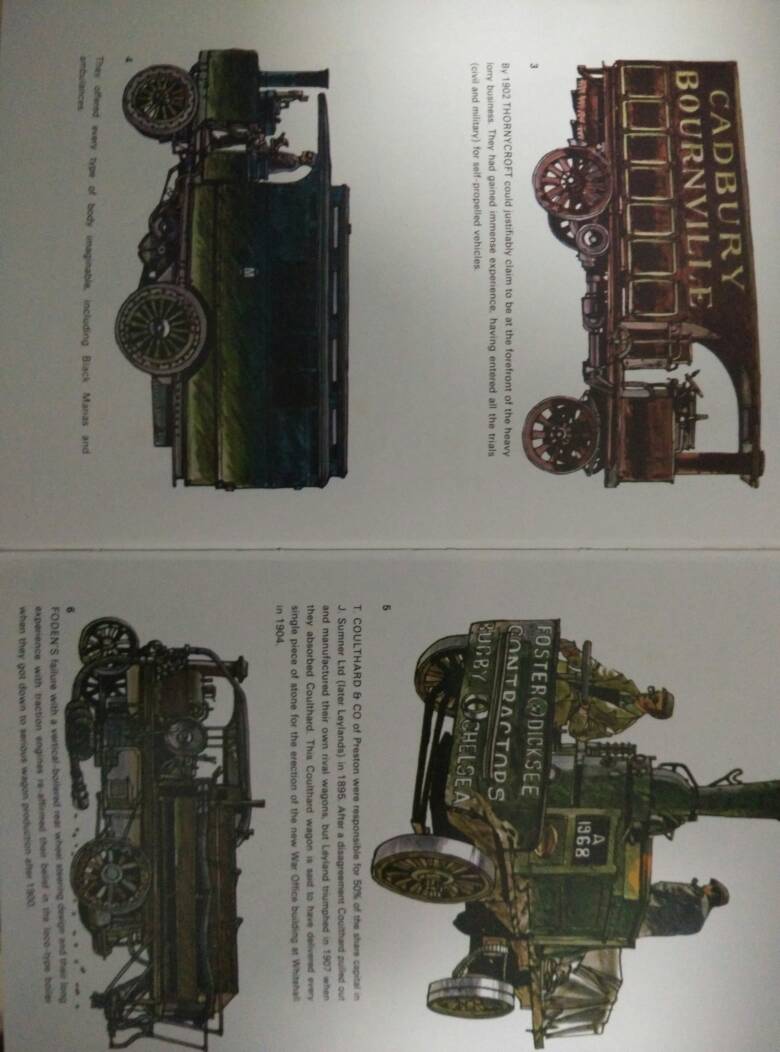 CADBURY
BOURNVILLE
3
By 1902 THORNYCROFT could justifiably claim to be at the forefront of the heavy
lorry business. They had gained immense experience, having entered all the trials
(civil and military) for self-propelled vehicles.
M
4
They offered every type of body imaginable, including Black Marias and
ambulances.
FOSTER & DICKSEE
CONTRACTORS
RUGBY & CHELSEA
A
1968
5
T. COULTHARD & CO of Preston were responsible for 50% of the share capital in
J. Sumner Ltd (later Leylands) in 1895. After a disagreement Coulthard pulled out
and manufactured their own rival wagons, but Leyland triumphed in 1907 when
they absorbed Coulthard. This Coulthard wagon is said to have delivered every
single piece of stone for the erection of the new War Office building at Whitehall
in 1904.
6
FODEN'S failure with a vertical-boilered rear wheel steering design and their long
experience with traction engines re-affirmed their belief in the loco-type boiler
when they got down to serious wagon production after 1900.